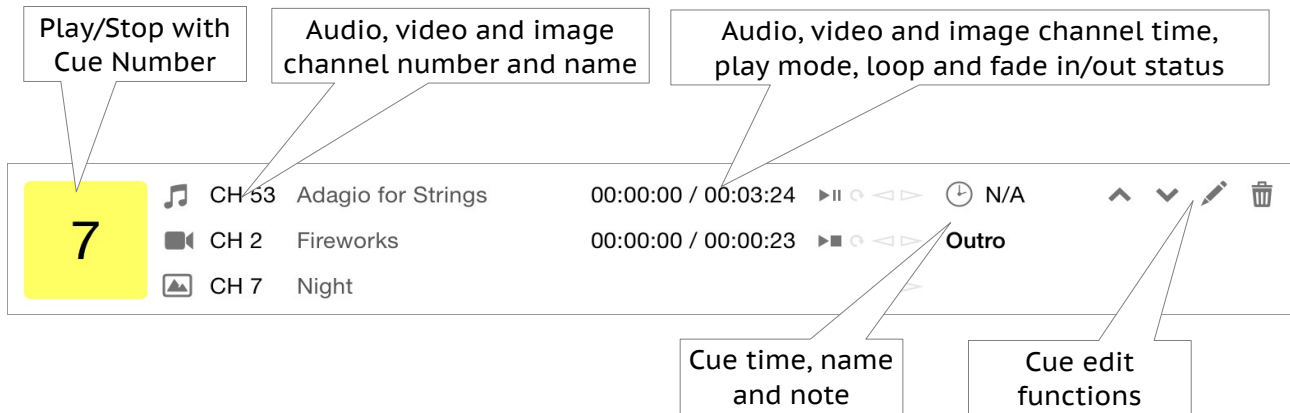 Play/Stop with
Cue Number
Audio, video and image
channel number and name
Audio, video and image channel time,
play mode, loop and fade in/out status
7
CH 53 Adagio for Strings 00:00:00 / 00:03:24 N/A
CH 2 Fireworks 00:00:00 / 00:00:23 Outro
CH 7 Night
Cue time, name
and note
Cue edit
functions